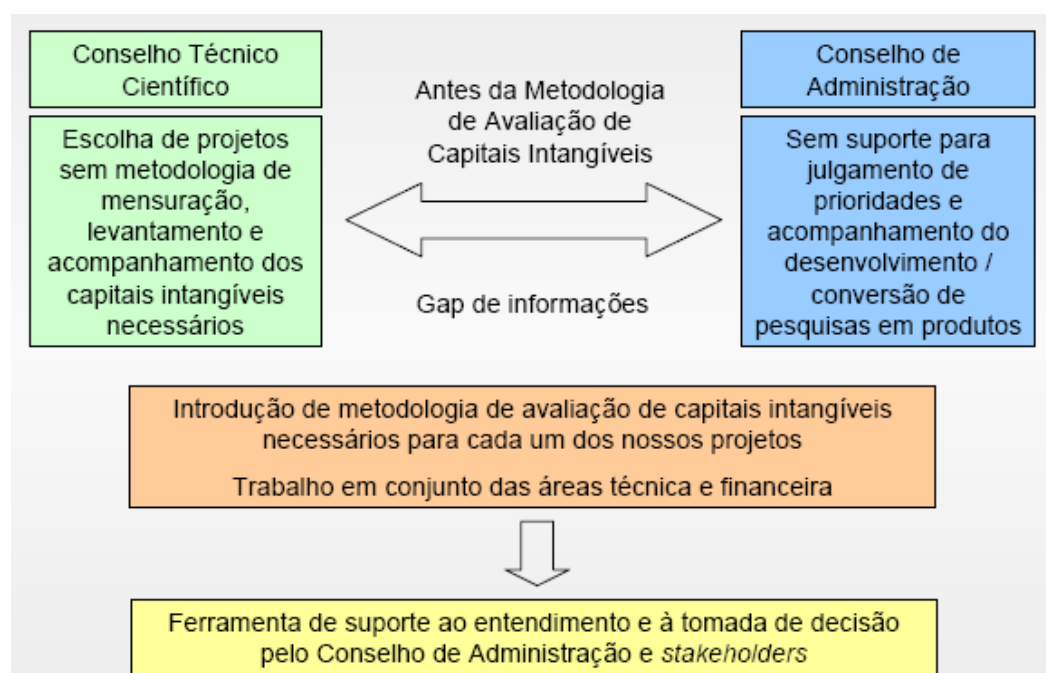 Conselho Técnico
Científico
Escolha de projetos
sem metodologia de
mensuração,
levantamento e
acompanhamento dos
capitais intangíveis
necessários
Antes da Metodologia
de Avaliação de
Capitais Intangíveis
Gap de informações
Conselho de
Administração
Sem suporte para
julgamento de
prioridades e
acompanhamento do
desenvolvimento /
conversão de
pesquisas em produtos
Introdução de metodologia de avaliação de capitais intangíveis
necessários para cada um dos nossos projetos
Trabalho em conjunto das áreas técnica e financeira
Ferramenta de suporte ao entendimento e à tomada de decisão
pelo Conselho de Administração e stakeholders